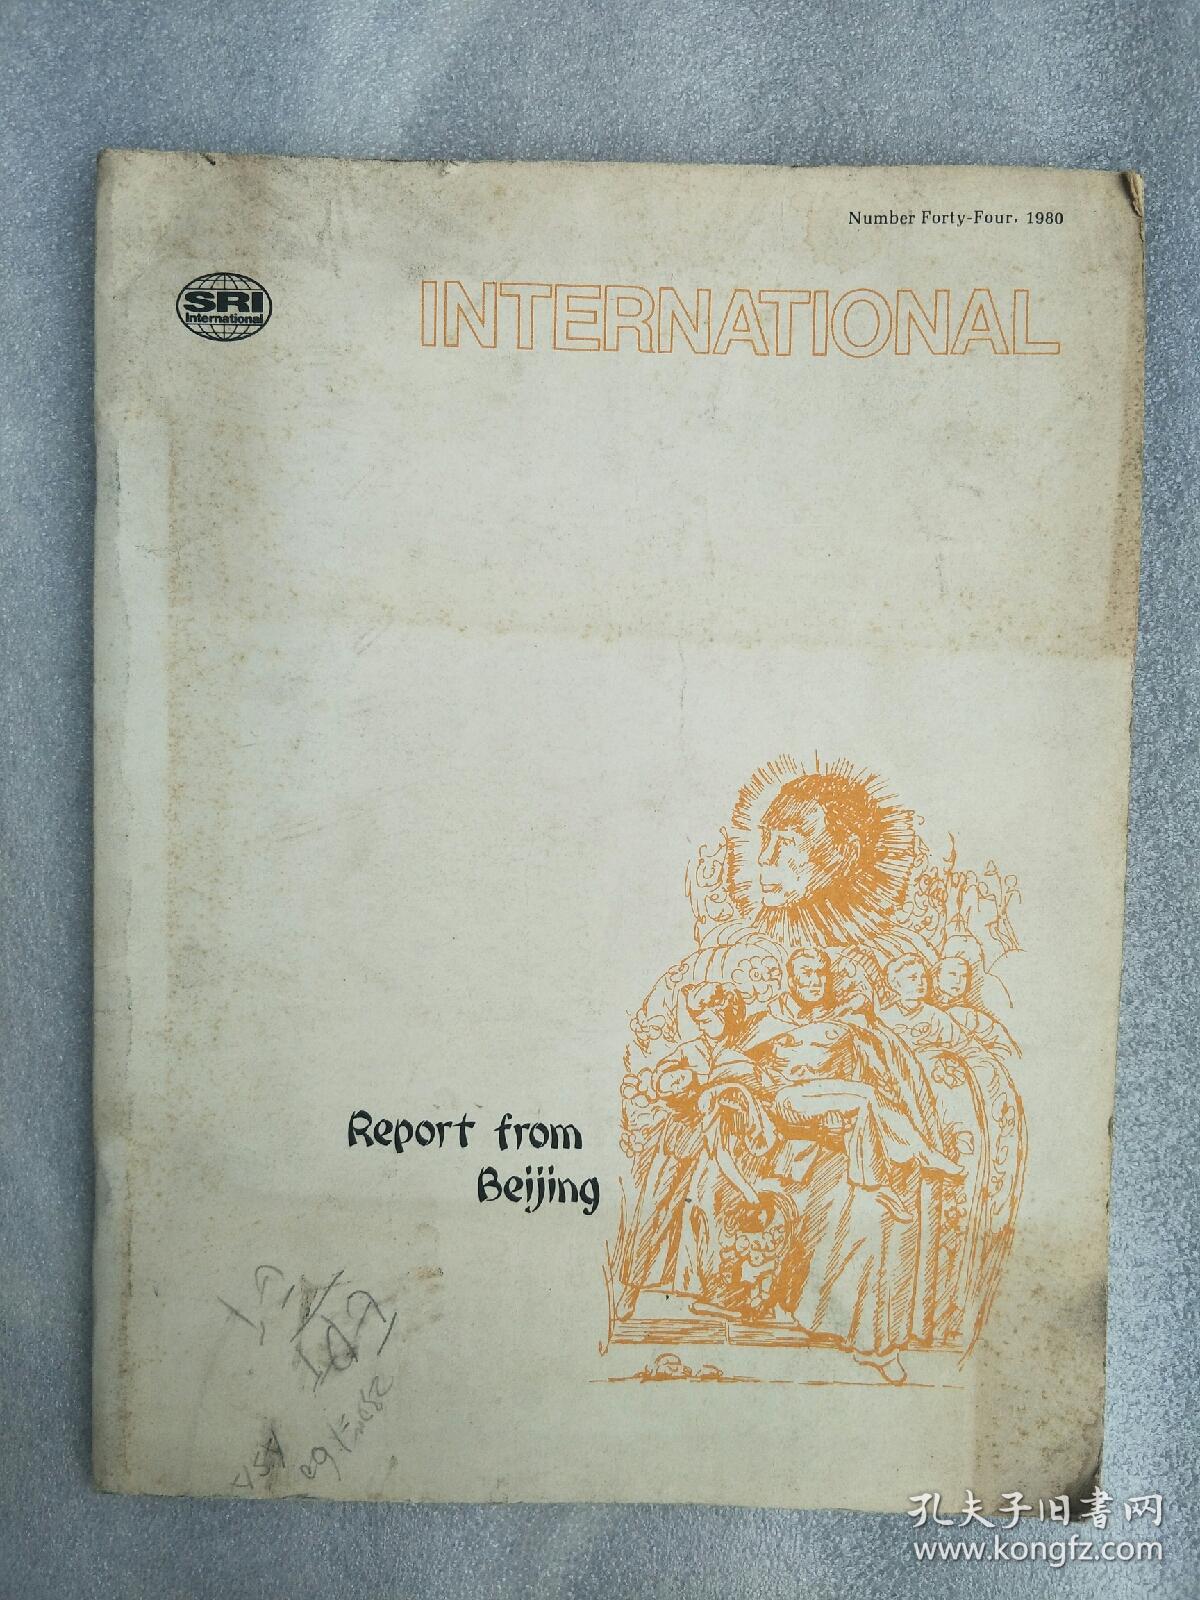 Number Forty-Four, 1980
SRI
International
INTERNATIONAL
Report from
Beijing
孔夫子旧书网
www.kongfz.com